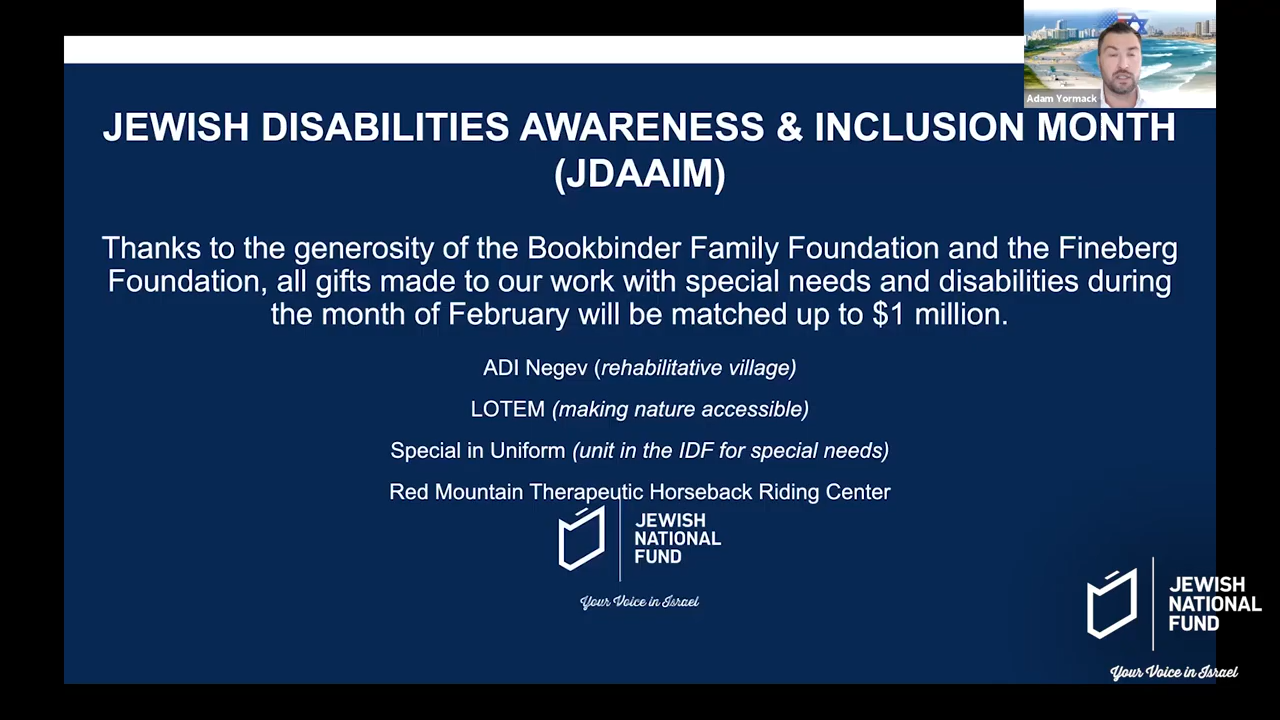 Adam Yormack
JEWISH DISABILITIES AWARENESS & INCLUSION MONTH
(JDAAIM)
Thanks to the generosity of the Bookbinder Family Foundation and the Fineberg
Foundation, all gifts made to our work with special needs and disabilities during
the month of February will be matched up to $1 million.
ADI Negev (rehabilitative village)
LOTEM (making nature accessible)
Special in Uniform (unit in the IDF for special needs)
Red Mountain Therapeutic Horseback Riding Center
JEWISH
NATIONAL
FUND
Your Voice in Israel
JEWISH
NATIONAL
FUND
Your Voice in Israel